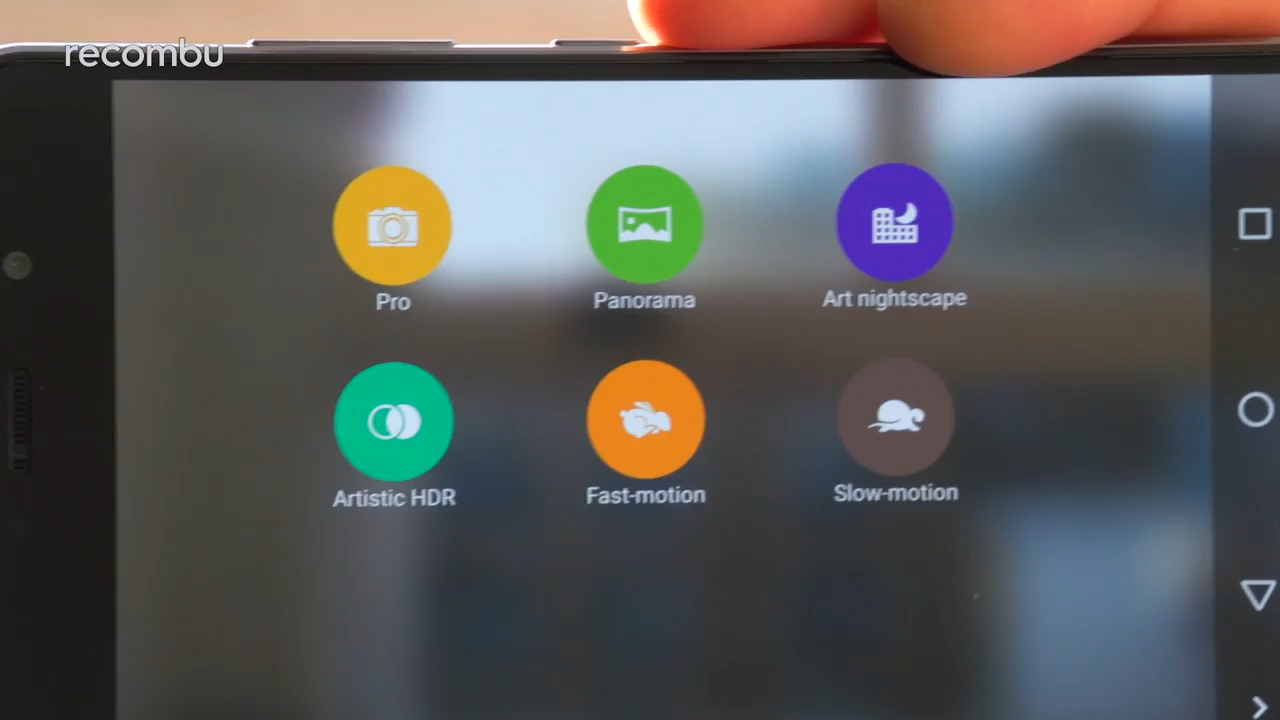 recombu
Pro
Panorama
Art nightscape
Artistic HDR
Fast-motion
Slow-motion